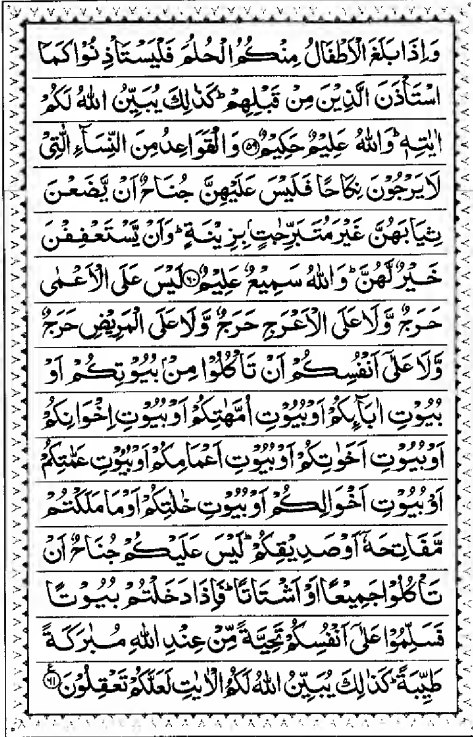 وَاِذَا بَلَغَ الْاَطْفَالُ مِنْكُمُ الْحُلُمَ فَلْيَسْتَاْذِنُوْا كَمَا
اسْتَاْذَنَ الَّذِيْنَ مِنْ قَبْلِهِمْ ؕ كَذٰلِكَ يُبَيِّنُ اللّٰهُ لَكُمْ
اٰيٰتِهٖ ؕ وَاللّٰهُ عَلِيْمٌ حَكِيْمٌ ﴿۵۹﴾ وَالْقَوَاعِدُ مِنَ النِّسَآءِ الّٰتِيْ
لَا يَرْجُوْنَ نِكَاحًا فَلَيْسَ عَلَيْهِنَّ جُنَاحٌ اَنْ يَّضَعْنَ
ثِيَابَهُنَّ غَيْرَ مُتَبَرِّجٰتٍۭ بِزِيْنَةٍ ؕ وَاَنْ يَّسْتَعْفِفْنَ
خَيْرٌ لَّهُنَّ ؕ وَاللّٰهُ سَمِيْعٌ عَلِيْمٌ ﴿۶۰﴾ لَيْسَ عَلَى الْاَعْمٰى
حَرَجٌ وَّلَا عَلَى الْاَعْرَجِ حَرَجٌ وَّلَا عَلَى الْمَرِيْضِ حَرَجٌ
وَّلَا عَلٰٓى اَنْفُسِكُمْ اَنْ تَاْكُلُوْا مِنْۢ بُيُوْتِكُمْ اَوْ
بُيُوْتِ اٰبَآئِكُمْ اَوْ بُيُوْتِ اُمَّهٰتِكُمْ اَوْ بُيُوْتِ اِخْوَانِكُمْ
اَوْ بُيُوْتِ اَخَوٰتِكُمْ اَوْ بُيُوْتِ اَعْمَامِكُمْ اَوْ بُيُوْتِ عَمّٰتِكُمْ
اَوْ بُيُوْتِ اَخْوَالِكُمْ اَوْ بُيُوْتِ خٰلٰتِكُمْ اَوْ مَا مَلَكْتُمْ
مَّفَاتِحَهٗٓ اَوْ صَدِيْقِكُمْ ؕ لَيْسَ عَلَيْكُمْ جُنَاحٌ اَنْ
تَاْكُلُوْا جَمِيْعًا اَوْ اَشْتَاتًا ؕ فَاِذَا دَخَلْتُمْ بُيُوْتًا
فَسَلِّمُوْا عَلٰٓى اَنْفُسِكُمْ تَحِيَّةً مِّنْ عِنْدِ اللّٰهِ مُبٰرَكَةً
طَيِّبَةً ؕ كَذٰلِكَ يُبَيِّنُ اللّٰهُ لَكُمُ الْاٰيٰتِ لَعَلَّكُمْ تَعْقِلُوْنَ ﴿۶۱﴾ ع